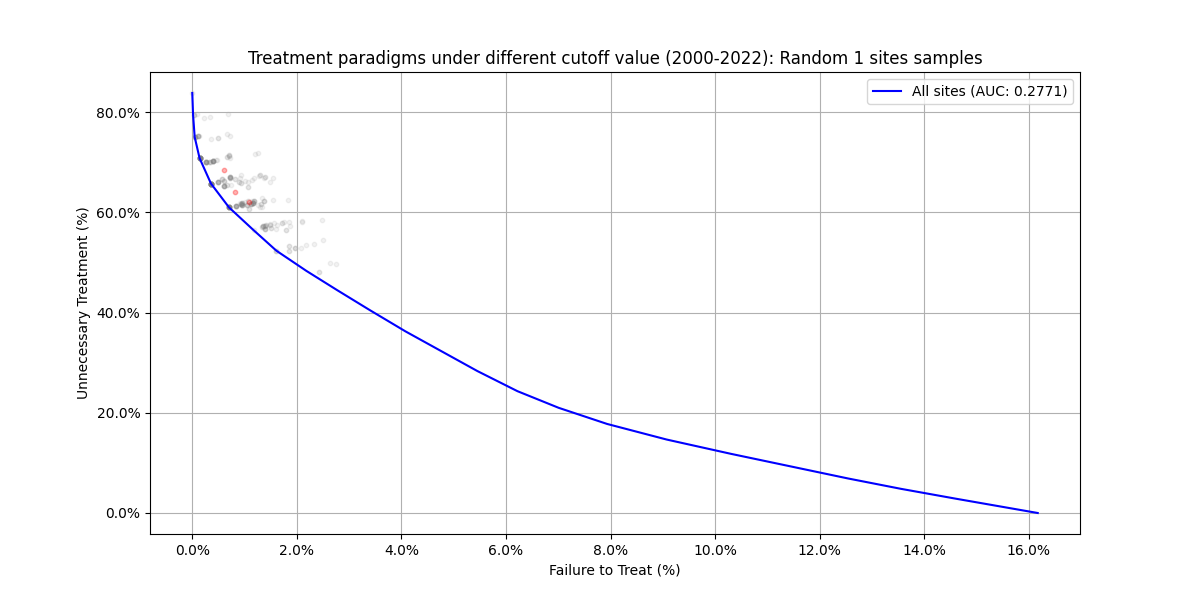 Treatment paradigms under different cutoff value (2000-2022): Random 1 sites samples
All sites (AUC: 0.2771)
Unnecessary Treatment (%)
80.0%
60.0%
40.0%
20.0%
0.0%
0.0% 2.0% 4.0% 6.0% 8.0% 10.0% 12.0% 14.0% 16.0%
Failure to Treat (%)